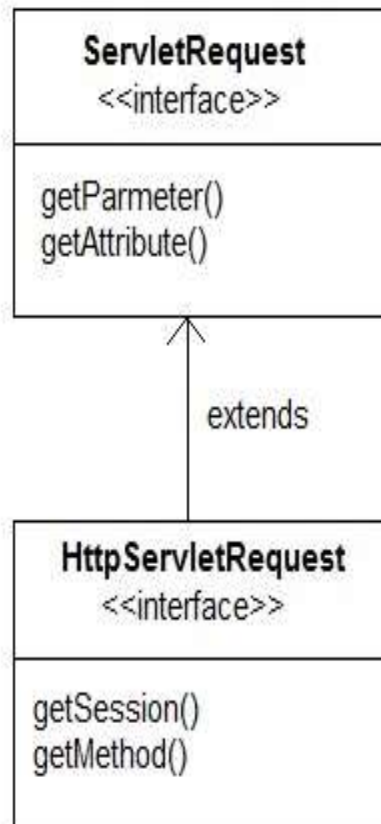 ServletRequest
<<interface>>
getParmeter()
getAttribute()
extends
HttpServletRequest
<<interface>>
getSession()
getMethod()